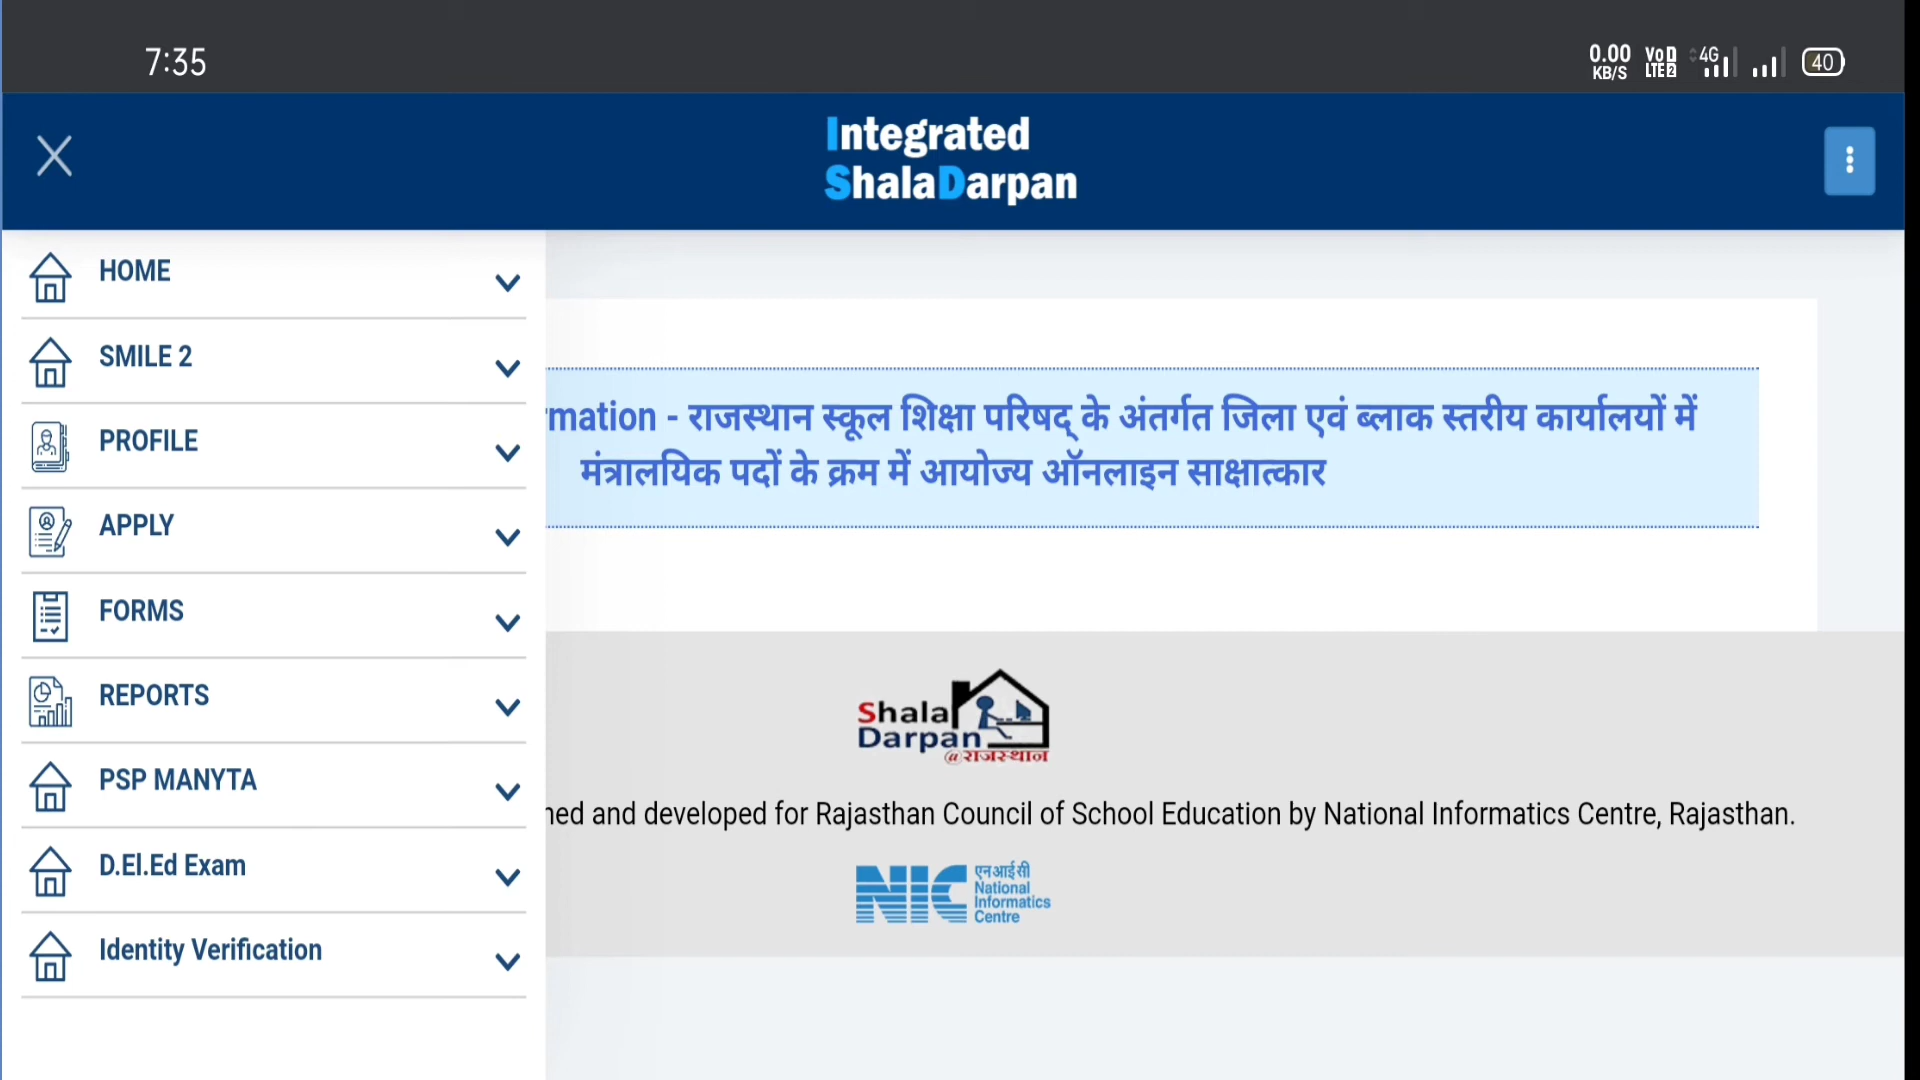 7:35
0.00
KB/S
Vo
LTE2
4G
40
Integrated
ShalaDarpan
HOME
SMILE 2
PROFILE
APPLY
FORMS
REPORTS
PSP MANYTA
D.El.Ed Exam
Identity Verification
mation - राजस्थान स्कूल शिक्षा परिषद् के अंतर्गत जिला एवं ब्लाक स्तरीय कार्यालयों में
मंत्रालयिक पदों के क्रम में आयोज्य ऑनलाइन साक्षात्कार
Shala
Darpan
@राजस्थान
ned and developed for Rajasthan Council of School Education by National Informatics Centre, Rajasthan.
NIC
एनआईसी
National
Informatics
Centre